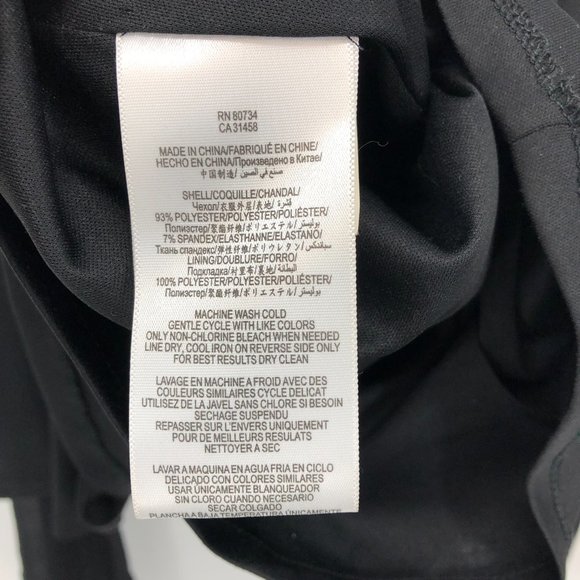 RN 80734
CA 31458
MADE IN CHINA/FABRIQUÉ EN CHINE/
HECHO EN CHINA/Произведено в Китае/
中国制造/ صنع في الصين/
SHELL/COQUILLE/CHANDAL/
Чехол/衣服外层/表地/ قشرة/
93% POLYESTER/POLYESTER/POLIÉSTER/
Полиэстер/聚酯纤维/ポリエステル/ بوليستر/
7% SPANDEX/ELASTHANNE/ELASTANO/
Ткань спандекс/弹性纤维/ポリウレタン/ سباندكس/
LINING/DOUBLURE/FORRO/
Подкладка/衬里布/裏地/ البطانة/
100% POLYESTER/POLYESTER/POLIÉSTER/
Полиэстер/聚酯纤维/ポリエステル/ بوليستر/
MACHINE WASH COLD
GENTLE CYCLE WITH LIKE COLORS
ONLY NON-CHLORINE BLEACH WHEN NEEDED
LINE DRY, COOL IRON ON REVERSE SIDE ONLY
FOR BEST RESULTS DRY CLEAN
LAVAGE EN MACHINE A FROID AVEC DES
COULEURS SIMILAIRES CYCLE DELICAT
UTILISEZ DE LA JAVEL SANS CHLORE SI BESOIN
SECHAGE SUSPENDU
REPASSER SUR L'ENVERS UNIQUEMENT
POUR DE MEILLEURS RESULATS
NETTOYER A SEC
LAVAR A MAQUINA EN AGUA FRIA EN CICLO
DELICADO CON COLORES SIMILARES
USAR ÚNICAMENTE BLANQUEADOR
SIN CLORO CUANDO NECESARIO
SECAR COLGADO
PLANCHA A BAJA TEMPERATURA ÚNICAMENTE